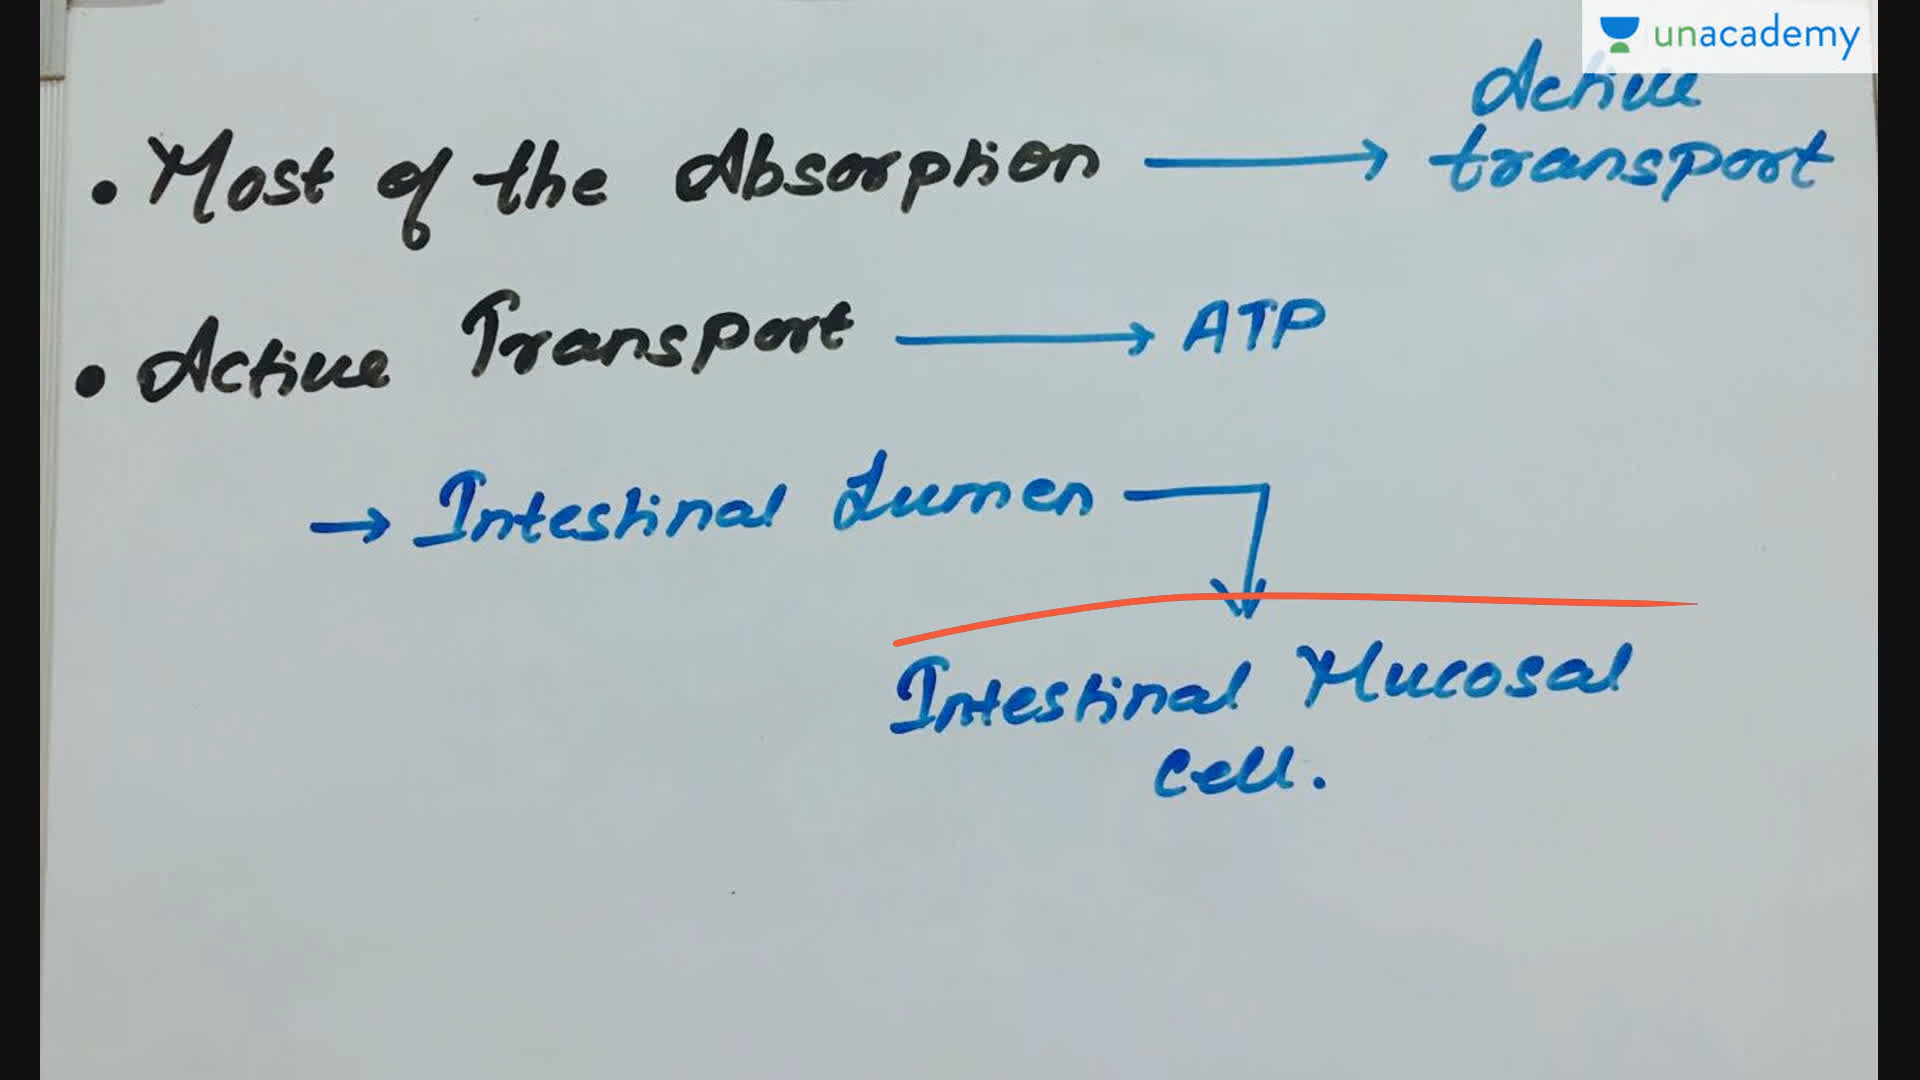 unacademy
• Most of the Absorption → Active transport
• Active Transport → ATP
→ Intestinal Lumen
Intestinal Mucosal
Cell.